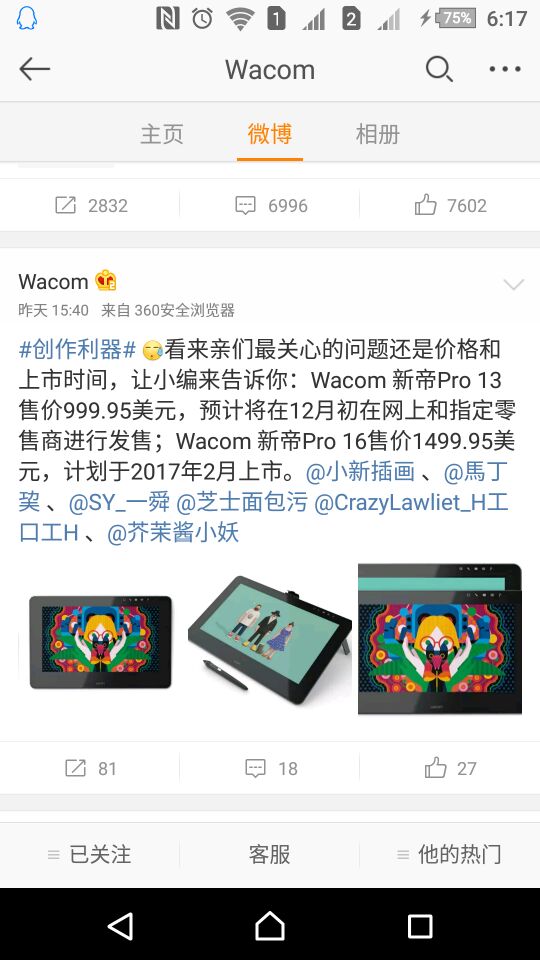 1 2 75% 6:17
Wacom
主页 微博 相册
2832 6996 7602
Wacom
昨天 15:40 来自 360安全浏览器
#创作利器# 看来亲们最关心的问题还是价格和
上市时间，让小编来告诉你：Wacom 新帝Pro 13
售价999.95美元，预计将在12月初在网上和指定零
售商进行发售；Wacom 新帝Pro 16售价1499.95美
元，计划于2017年2月上市。@小新插画 、@馬丁
 、@SY_一舜 @芝士面包污 @CrazyLawliet_H工
口工H 、@芥茉酱小妖
81 18 27
已关注 客服 他的热门